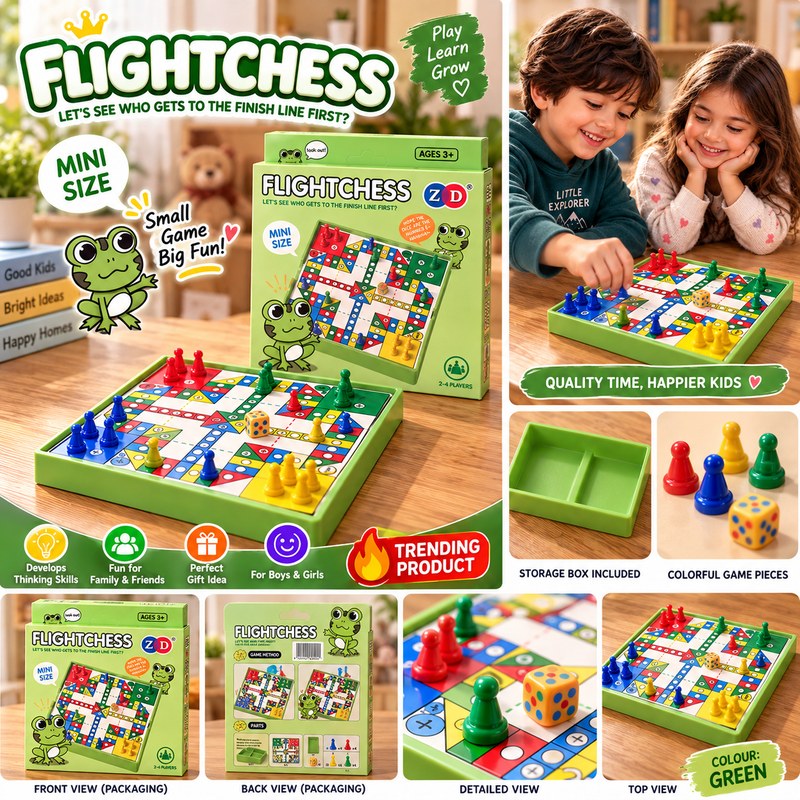 FLIGHTCHESS
LET'S SEE WHO GETS TO THE FINISH LINE FIRST?
Play
Learn
Grow
MINI
SIZE
Small
Game
Big Fun!
Good Kids
Bright Ideas
Happy Homes
look out!
AGES 3+
FLIGHTCHESS
ZD®
LET'S SEE WHO GETS TO THE FINISH LINE FIRST?
MINI
SIZE
2-4 PLAYERS
LITTLE
EXPLORER
QUALITY TIME, HAPPIER KIDS
Develops
Thinking Skills
Fun for
Family & Friends
Perfect
Gift Idea
For Boys & Girls
TRENDING
PRODUCT
STORAGE BOX INCLUDED
COLORFUL GAME PIECES
look out!
AGES 3+
FLIGHTCHESS
ZD®
LET'S SEE WHO GETS TO THE FINISH LINE FIRST?
MINI
SIZE
2-4 PLAYERS
FRONT VIEW (PACKAGING)
FLIGHTCHESS
GAME METHOD
PARTS
BACK VIEW (PACKAGING)
DETAILED VIEW
TOP VIEW
COLOUR:
GREEN